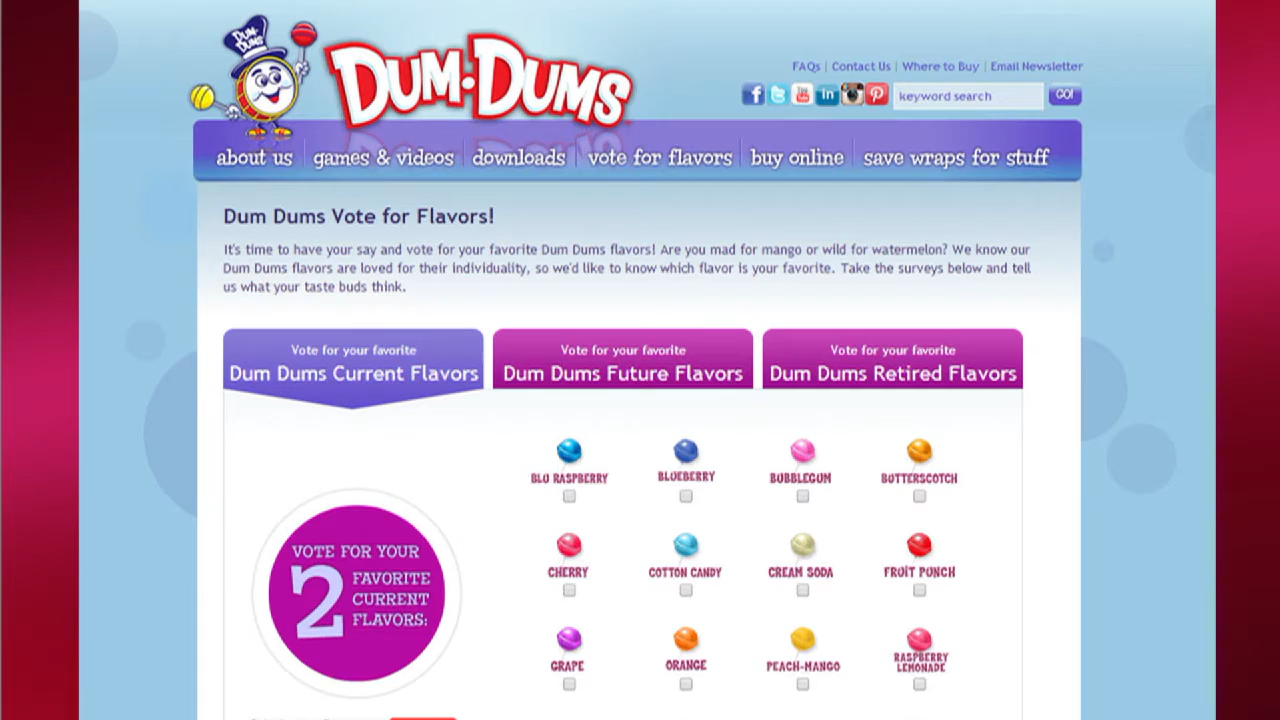 DUM-DUMS
DUM·DUMS
FAQs | Contact Us | Where to Buy | Email Newsletter
f t You Tube in P keyword search GO!
about us games & videos downloads vote for flavors buy online save wraps for stuff
Dum Dums Vote for Flavors!
It's time to have your say and vote for your favorite Dum Dums flavors! Are you mad for mango or wild for watermelon? We know our
Dum Dums flavors are loved for their individuality, so we'd like to know which flavor is your favorite. Take the surveys below and tell
us what your taste buds think.
Vote for your favorite
Dum Dums Current Flavors
Vote for your favorite
Dum Dums Future Flavors
Vote for your favorite
Dum Dums Retired Flavors
BLU RASPBERRY BLUEBERRY BUBBLEGUM BUTTERSCOTCH
CHERRY COTTON CANDY CREAM SODA FRUIT PUNCH
GRAPE ORANGE PEACH-MANGO RASPBERRY
LEMONADE
VOTE FOR YOUR
2 FAVORITE
CURRENT
FLAVORS: